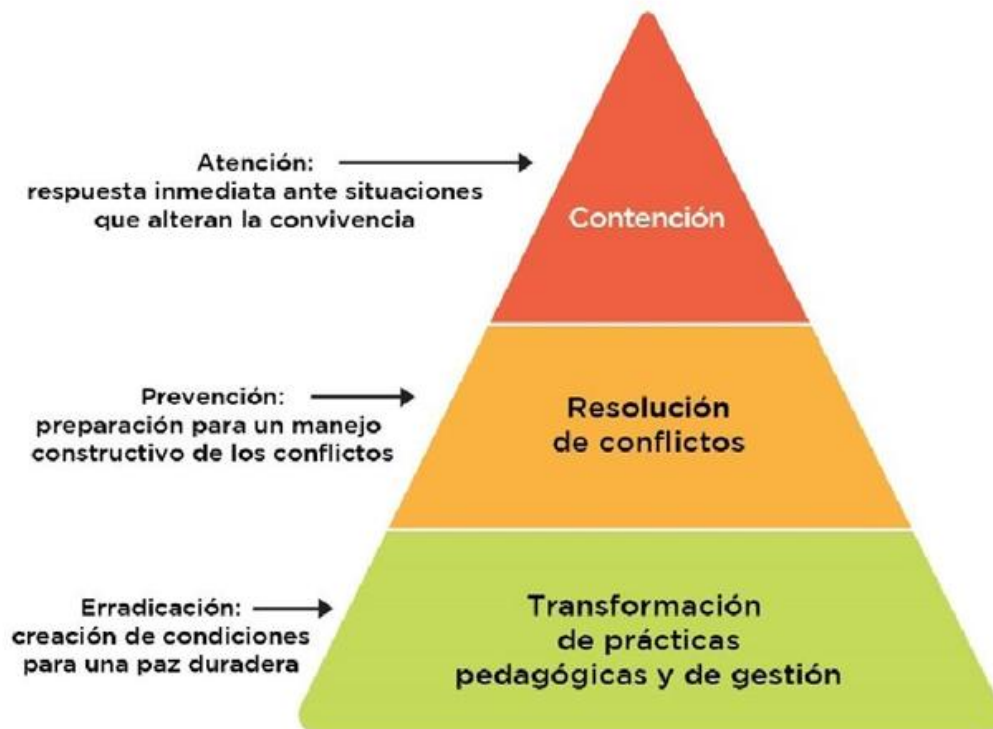 Atención:
respuesta inmediata ante situaciones
que alteran la convivencia
Contención
Prevención:
preparación para un manejo
constructivo de los conflictos
Resolución
de conflictos
Erradicación:
creación de condiciones
para una paz duradera
Transformación
de prácticas
pedagógicas y de gestión